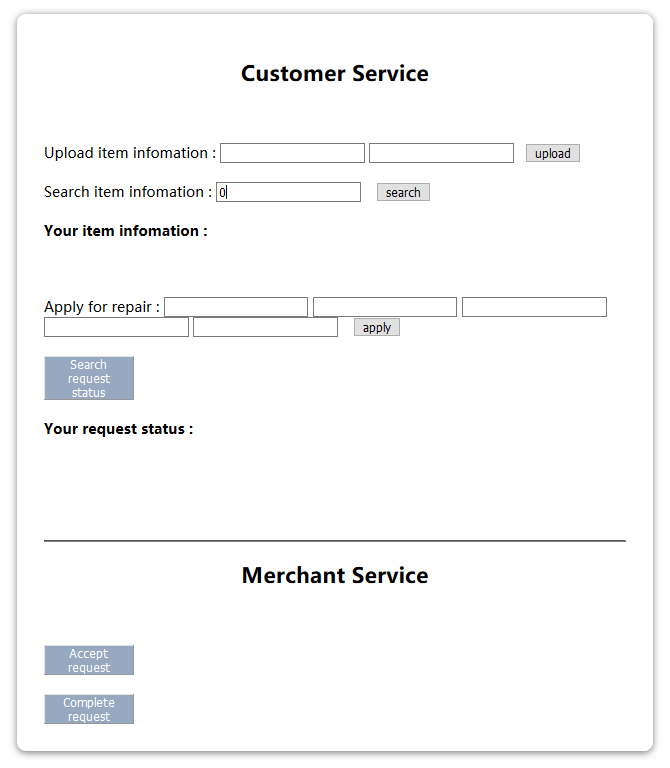 Customer Service
Upload item infomation : upload
Search item infomation : 0 search
Your item infomation :
Apply for repair :
apply
Search
request
status
Your request status :
Merchant Service
Accept
request
Complete
request